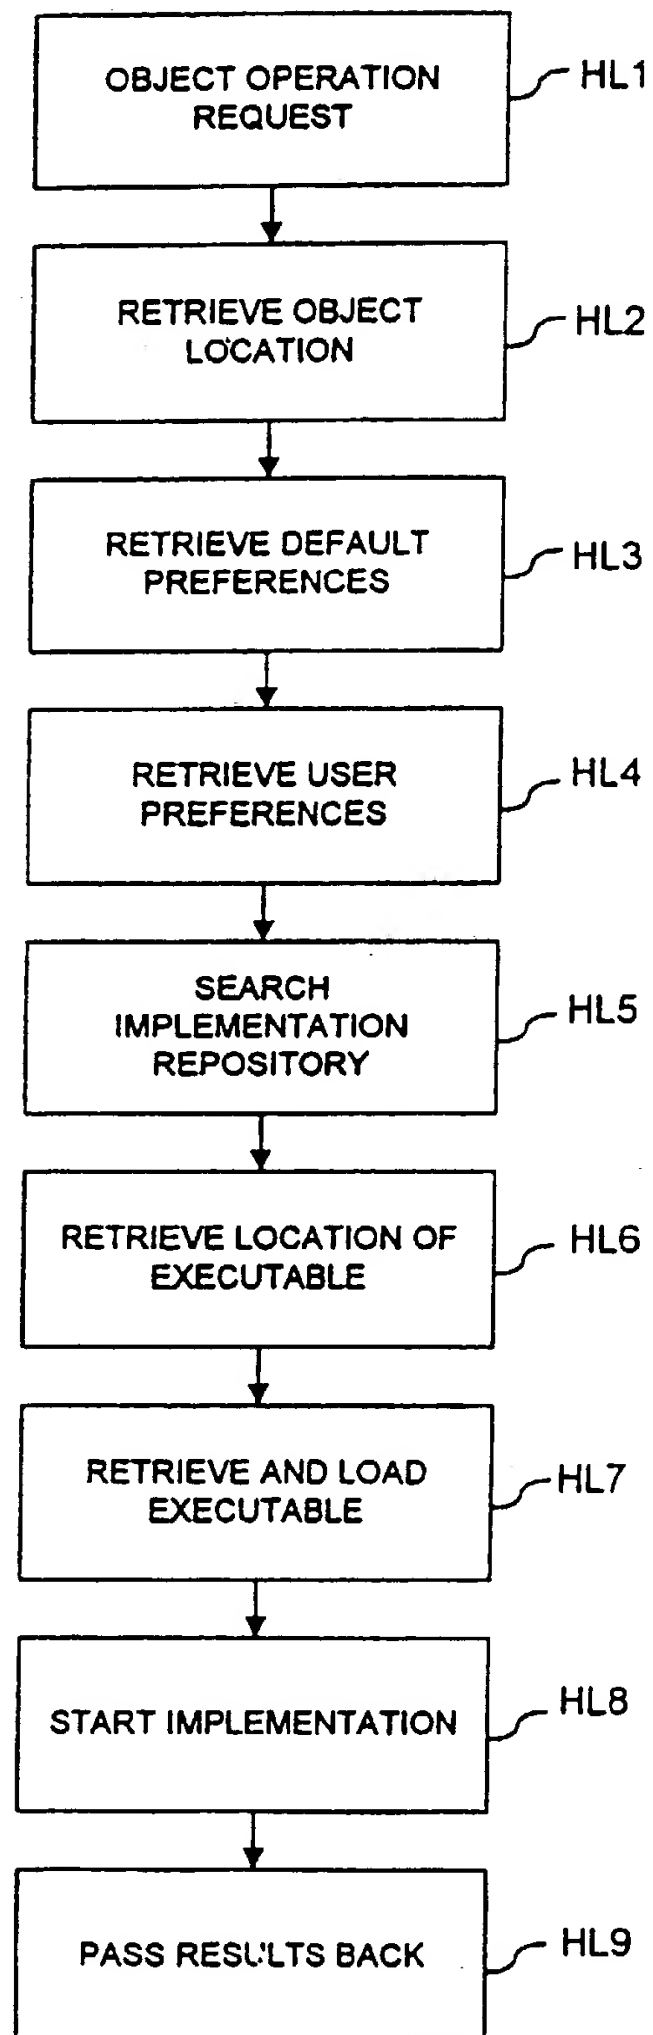 OBJECT OPERATION
REQUEST
HL1
RETRIEVE OBJECT
LOCATION
HL2
RETRIEVE DEFAULT
PREFERENCES
HL3
RETRIEVE USER
PREFERENCES
HL4
SEARCH
IMPLEMENTATION
REPOSITORY
HL5
RETRIEVE LOCATION OF
EXECUTABLE
HL6
RETRIEVE AND LOAD
EXECUTABLE
HL7
START IMPLEMENTATION
HL8
PASS RESULTS BACK
HL9